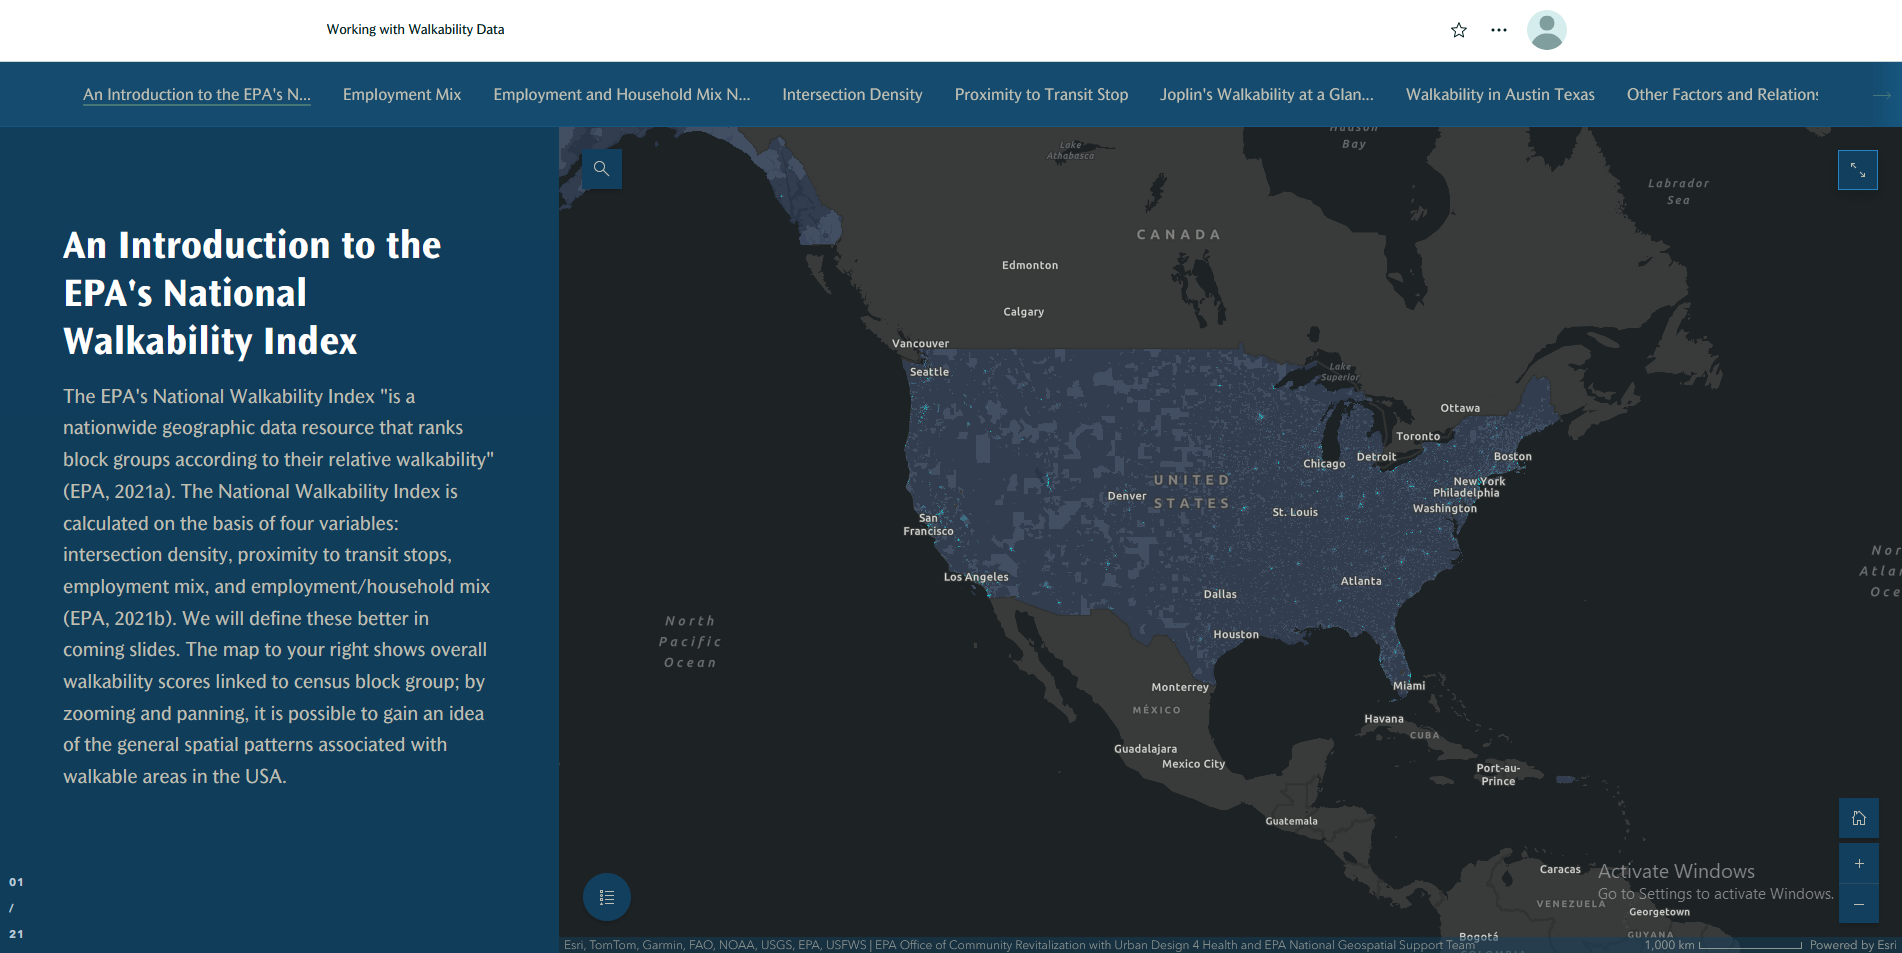 Working with Walkability Data
An Introduction to the EPA's N...
Employment Mix
Employment and Household Mix N...
Intersection Density
Proximity to Transit Stop
Joplin's Walkability at a Glan...
Walkability in Austin Texas
Other Factors and Relations
An Introduction to the
EPA's National
Walkability Index
The EPA's National Walkability Index "is a
nationwide geographic data resource that ranks
block groups according to their relative walkability"
(EPA, 2021a). The National Walkability Index is
calculated on the basis of four variables:
intersection density, proximity to transit stops,
employment mix, and employment/household mix
(EPA, 2021b). We will define these better in
coming slides. The map to your right shows overall
walkability scores linked to census block group; by
zooming and panning, it is possible to gain an idea
of the general spatial patterns associated with
walkable areas in the USA.
01
/
21
Hudson
Bay
Lake
Athabasca
Labrador
Sea
CANADA
Edmonton
Calgary
Vancouver
Seattle
Lake
Superior
Ottawa
Toronto
Boston
Chicago
Detroit
New York
Philadelphia
Washington
UNITED
STATES
Denver
St. Louis
San
Francisco
Los Angeles
Atlanta
Dallas
Houston
North
Pacific
Ocean
Nor
Atlan
Oce
Monterrey
Miami
MÉXICO
Havana
CUBA
Guadalajara
Mexico City
Port-au-
Prince
Guatemala
Caracas
VENEZUELA
Georgetown
GUYANA
Bogotá
COLOMBIA
Activate Windows
Go to Settings to activate Windows.
Esri, TomTom, Garmin, FAO, NOAA, USGS, EPA, USFWS | EPA Office of Community Revitalization with Urban Design 4 Health and EPA National Geospatial Support Team
1,000 km
Powered by Esri